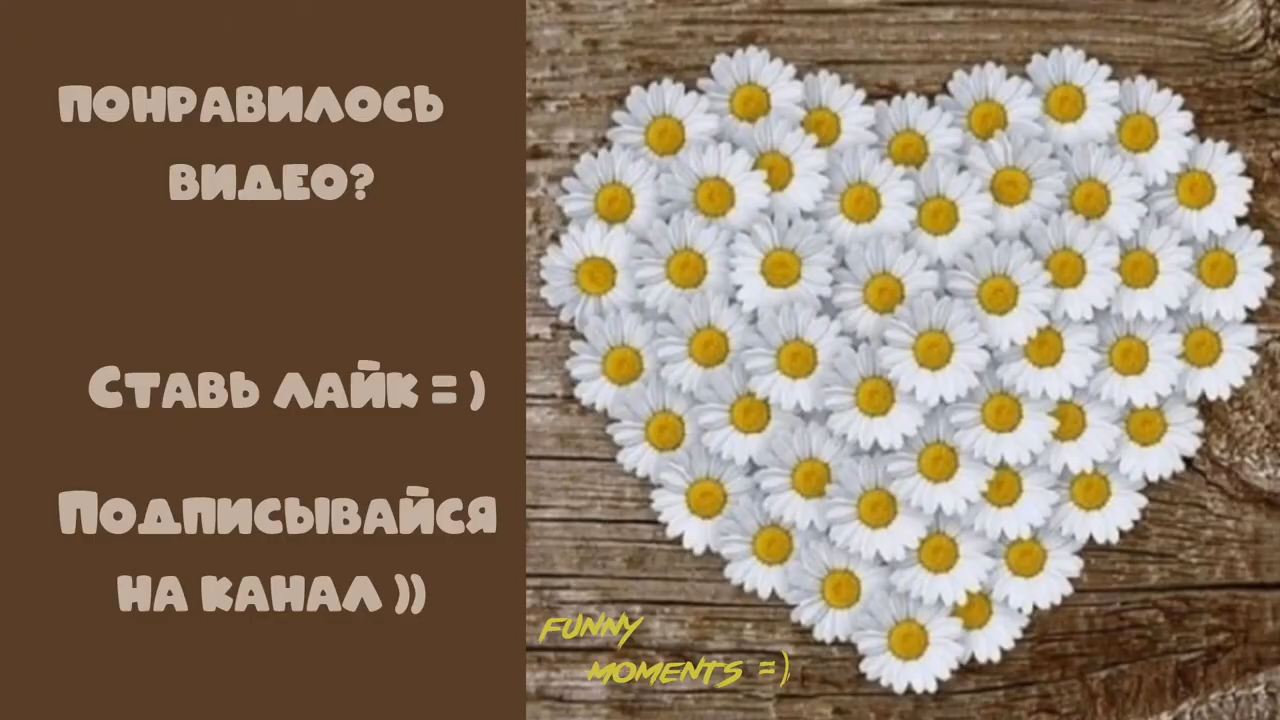 ПОНРАВИЛОСЬ
ВИДЕО?
СТАВЬ ЛАЙК =)
ПОДПИСЫВАЙСЯ
НА КАНАЛ ))
FUNNY
MOMENTS =)